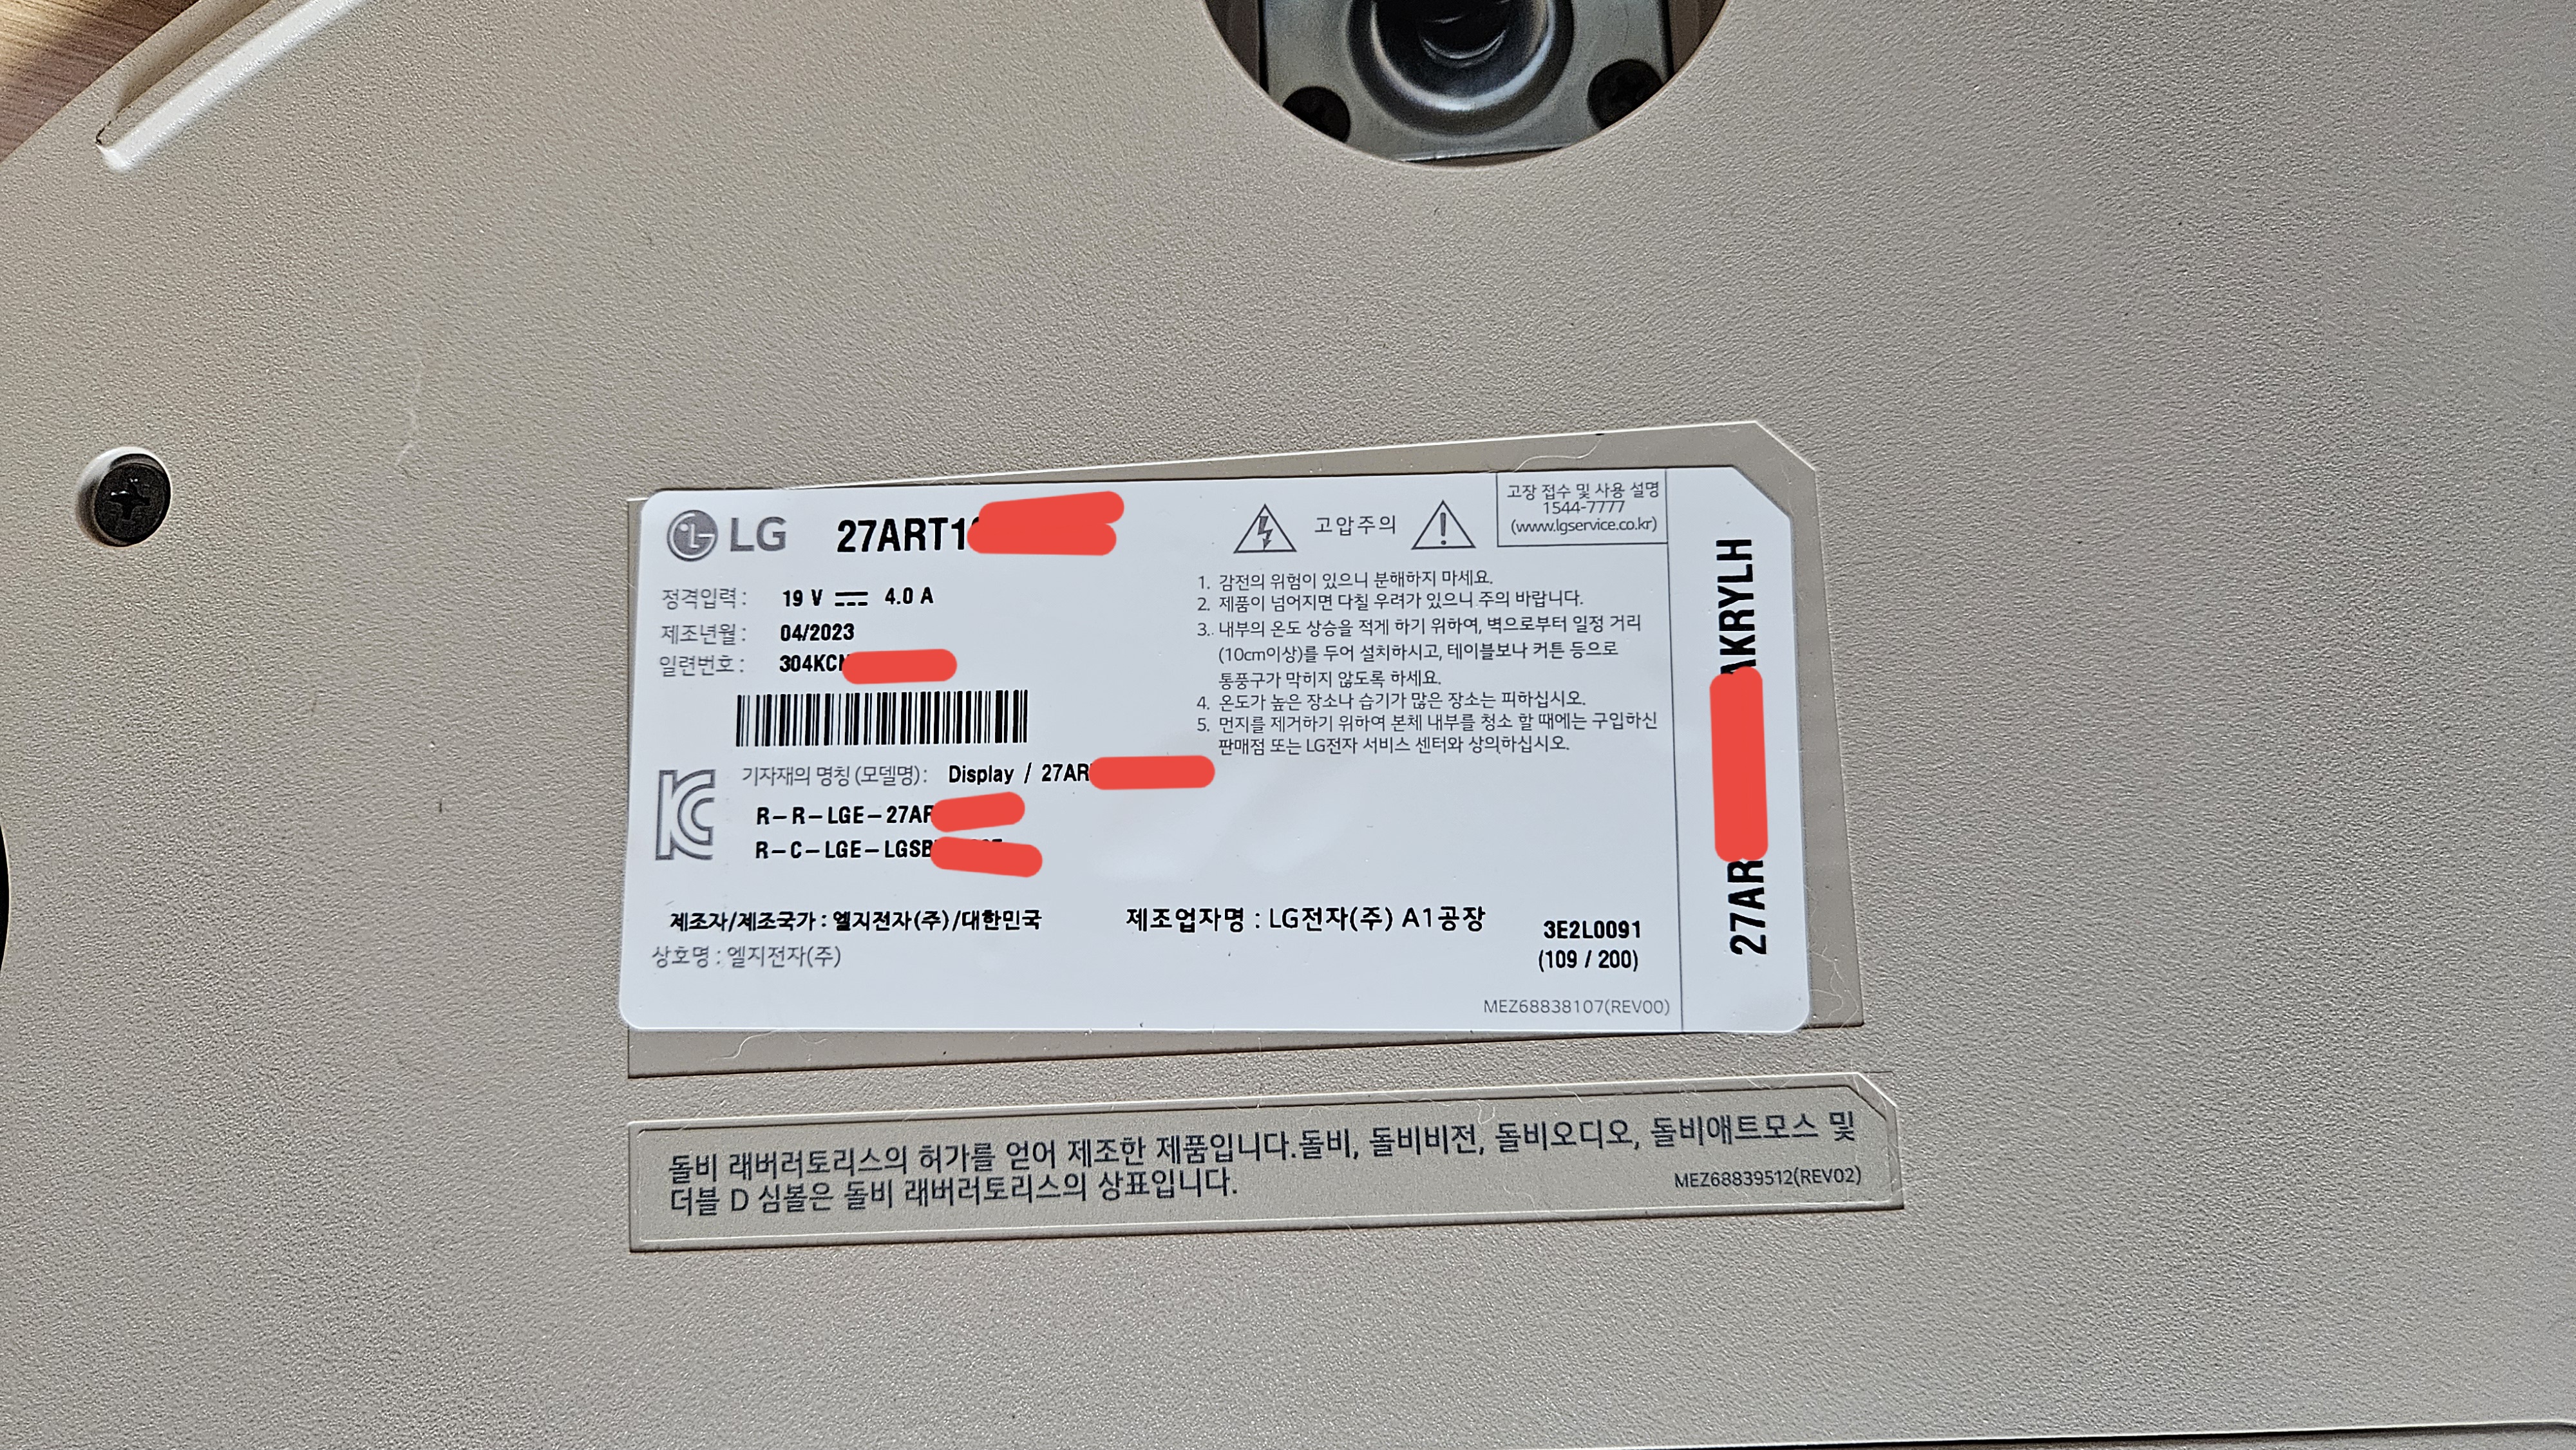 LG 27ART1
고압주의
고장 접수 및 사용 설명
1544-7777
(www.lgservice.co.kr)
정격입력: 19 V 4.0 A
제조년월: 04/2023
일련번호: 304KC
1. 감전의 위험이 있으니 분해하지 마세요.
2. 제품이 넘어지면 다칠 우려가 있으니 주의 바랍니다.
3. 내부의 온도 상승을 적게 하기 위하여, 벽으로부터 일정 거리
(10cm이상)를 두어 설치하시고, 테이블보나 커튼 등으로
통풍구가 막히지 않도록 하세요.
4. 온도가 높은 장소나 습기가 많은 장소는 피하십시오.
5. 먼지를 제거하기 위하여 본체 내부를 청소 할 때에는 구입하신
판매점 또는 LG전자 서비스 센터와 상의하십시오.
기자재의 명칭(모델명): Display / 27AR
R-R-LGE-27A
R-C-LGE-LGSB
제조자/제조국가 : 엘지전자(주)/대한민국
상호명 : 엘지전자(주)
제조업자명 : LG전자(주) A1공장
3E2L0091
(109 / 200)
MEZ68838107(REV00)
27AR AKRYLH
돌비 래버러토리스의 허가를 얻어 제조한 제품입니다.돌비, 돌비비전, 돌비오디오, 돌비애트모스 및
더블 D 심볼은 돌비 래버러토리스의 상표입니다.
MEZ68839512(REV02)